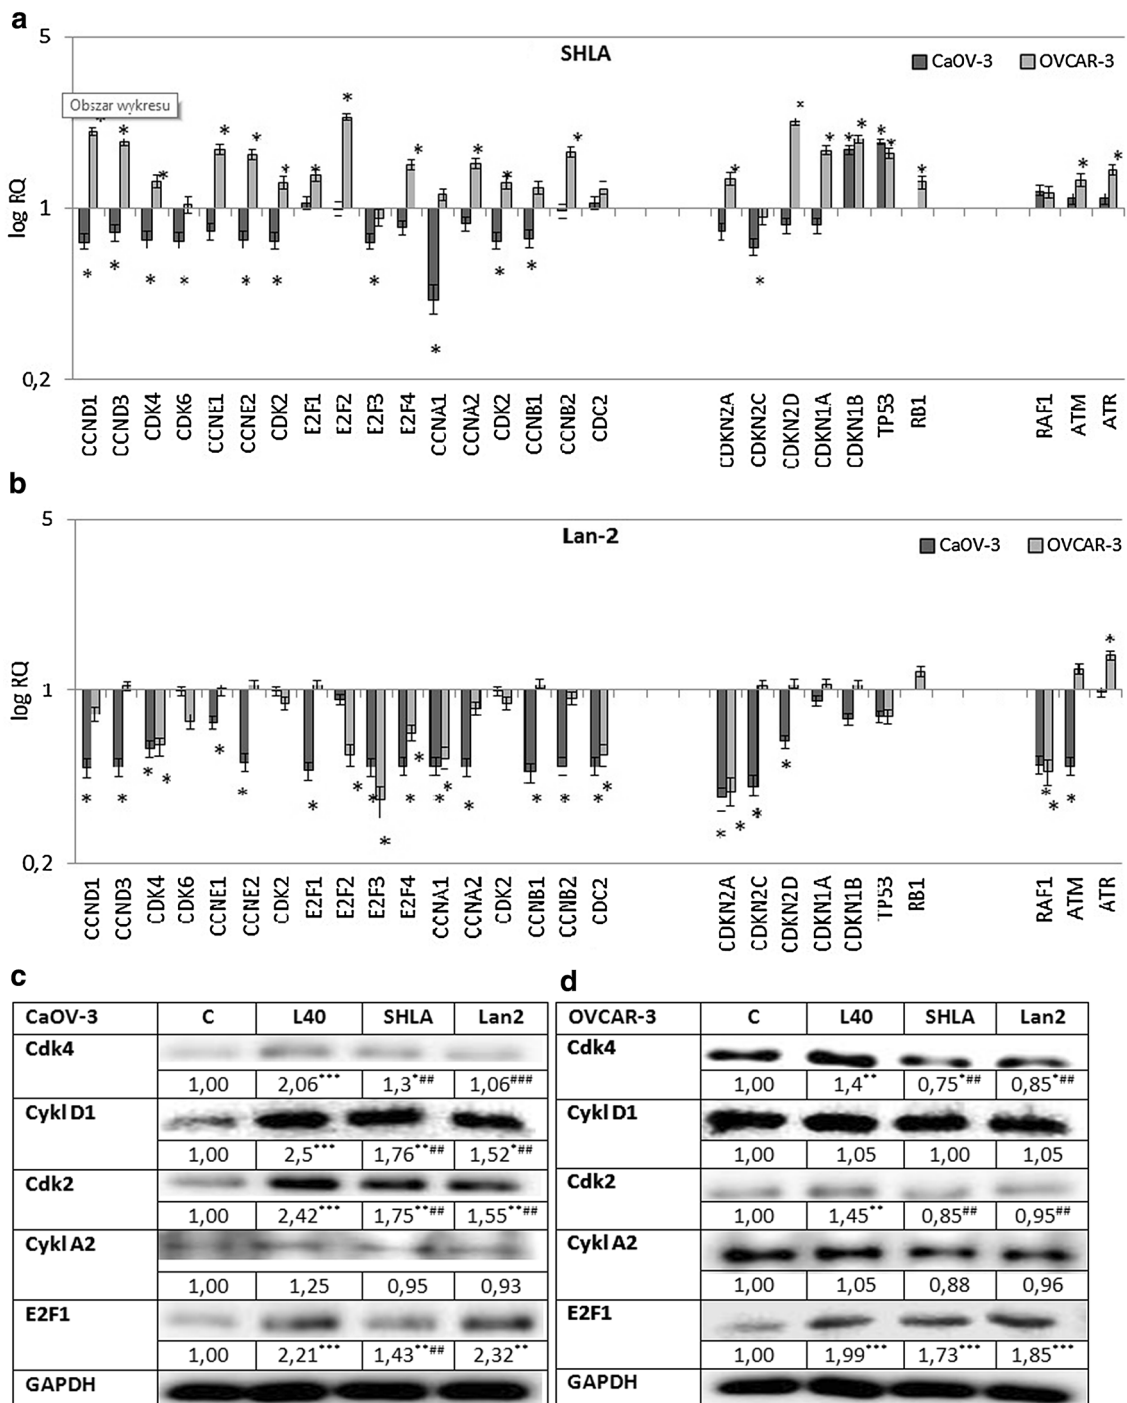 a
5
SHLA
CaOV-3 OVCAR-3
Obszar wykresu
log RQ
1
0,2
CCND1 CCND3 CDK4 CDK6 CCNE1 CCNE2 CDK2 E2F1 E2F2 E2F3 E2F4 CCNA1 CCNA2 CDK2 CCNB1 CCNB2 CDC2 CDKN2A CDKN2C CDKN2D CDKN1A CDKN1B TP53 RB1 RAF1 ATM ATR
b
5
Lan-2
CaOV-3 OVCAR-3
log RQ
1
0,2
CCND1 CCND3 CDK4 CDK6 CCNE1 CCNE2 CDK2 E2F1 E2F2 E2F3 E2F4 CCNA1 CCNA2 CDK2 CCNB1 CCNB2 CDC2 CDKN2A CDKN2C CDKN2D CDKN1A CDKN1B TP53 RB1 RAF1 ATM ATR
c
CaOV-3 C L40 SHLA Lan2
Cdk4
1,00 2,06*** 1,3*## 1,06###
Cykl D1
1,00 2,5*** 1,76**## 1,52*##
Cdk2
1,00 2,42*** 1,75**## 1,55**##
Cykl A2
1,00 1,25 0,95 0,93
E2F1
1,00 2,21*** 1,43**## 2,32**
GAPDH
d
OVCAR-3 C L40 SHLA Lan2
Cdk4
1,00 1,4** 0,75*## 0,85*##
Cykl D1
1,00 1,05 1,00 1,05
Cdk2
1,00 1,45** 0,85## 0,95##
Cykl A2
1,00 1,05 0,88 0,96
E2F1
1,00 1,99*** 1,73*** 1,85***
GAPDH